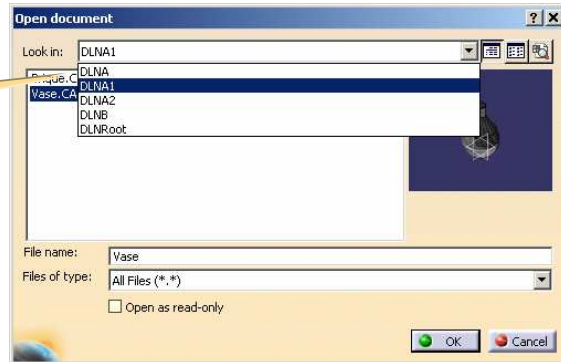 Open document
Look in: DLNA1
DLNA
DLNA1
DLNA2
DLNB
DLNRoot
Vase.CA
File name: Vase
Files of type: All Files (*.*)
Open as read-only
OK Cancel